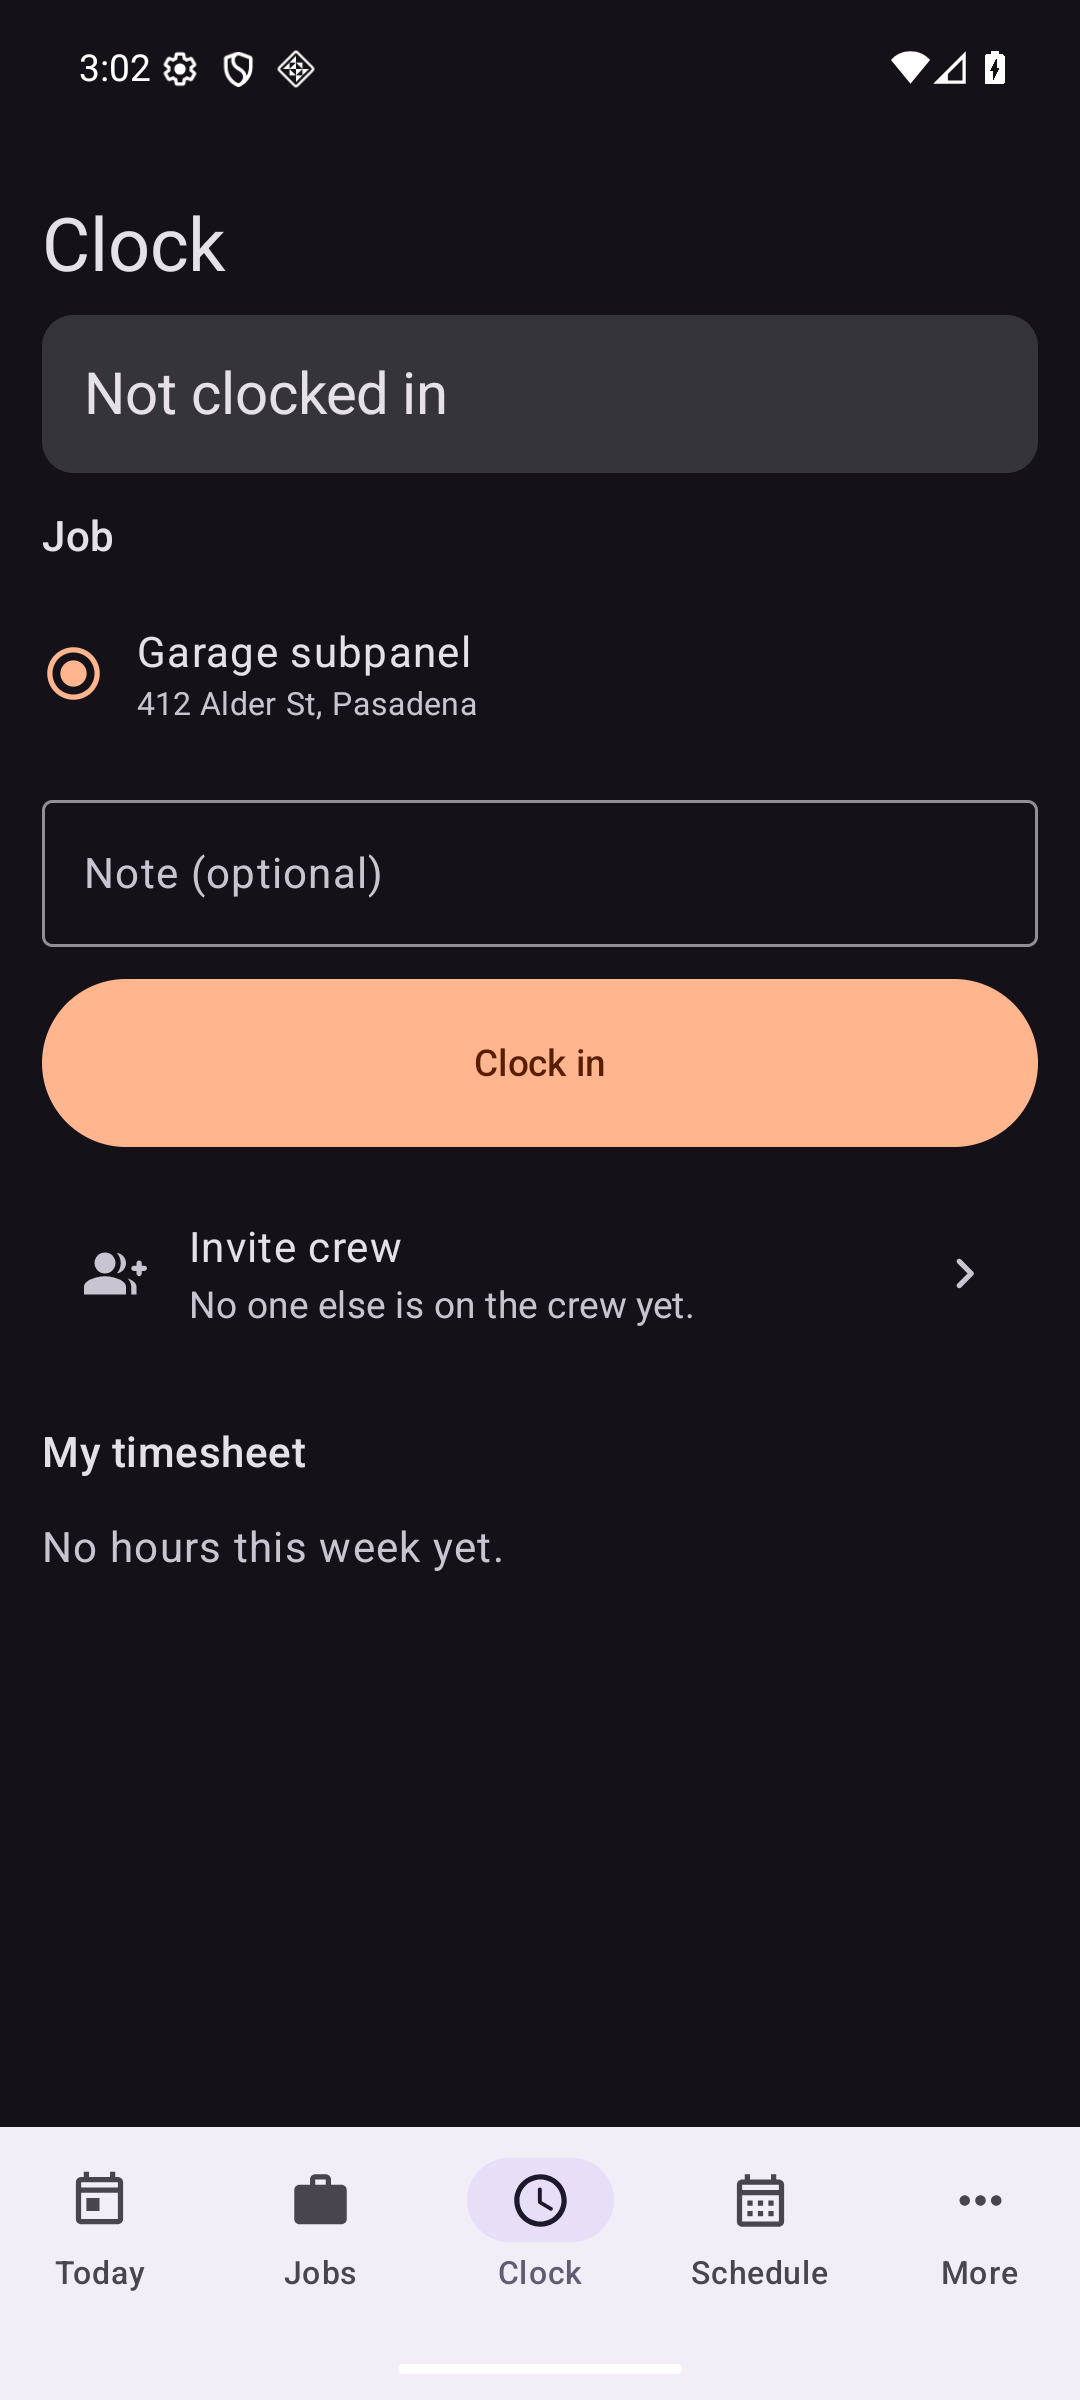 3:02
Clock
Not clocked in
Job
Garage subpanel
412 Alder St, Pasadena
Note (optional)
Clock in
Invite crew
No one else is on the crew yet.
My timesheet
No hours this week yet.
Today Jobs Clock Schedule More